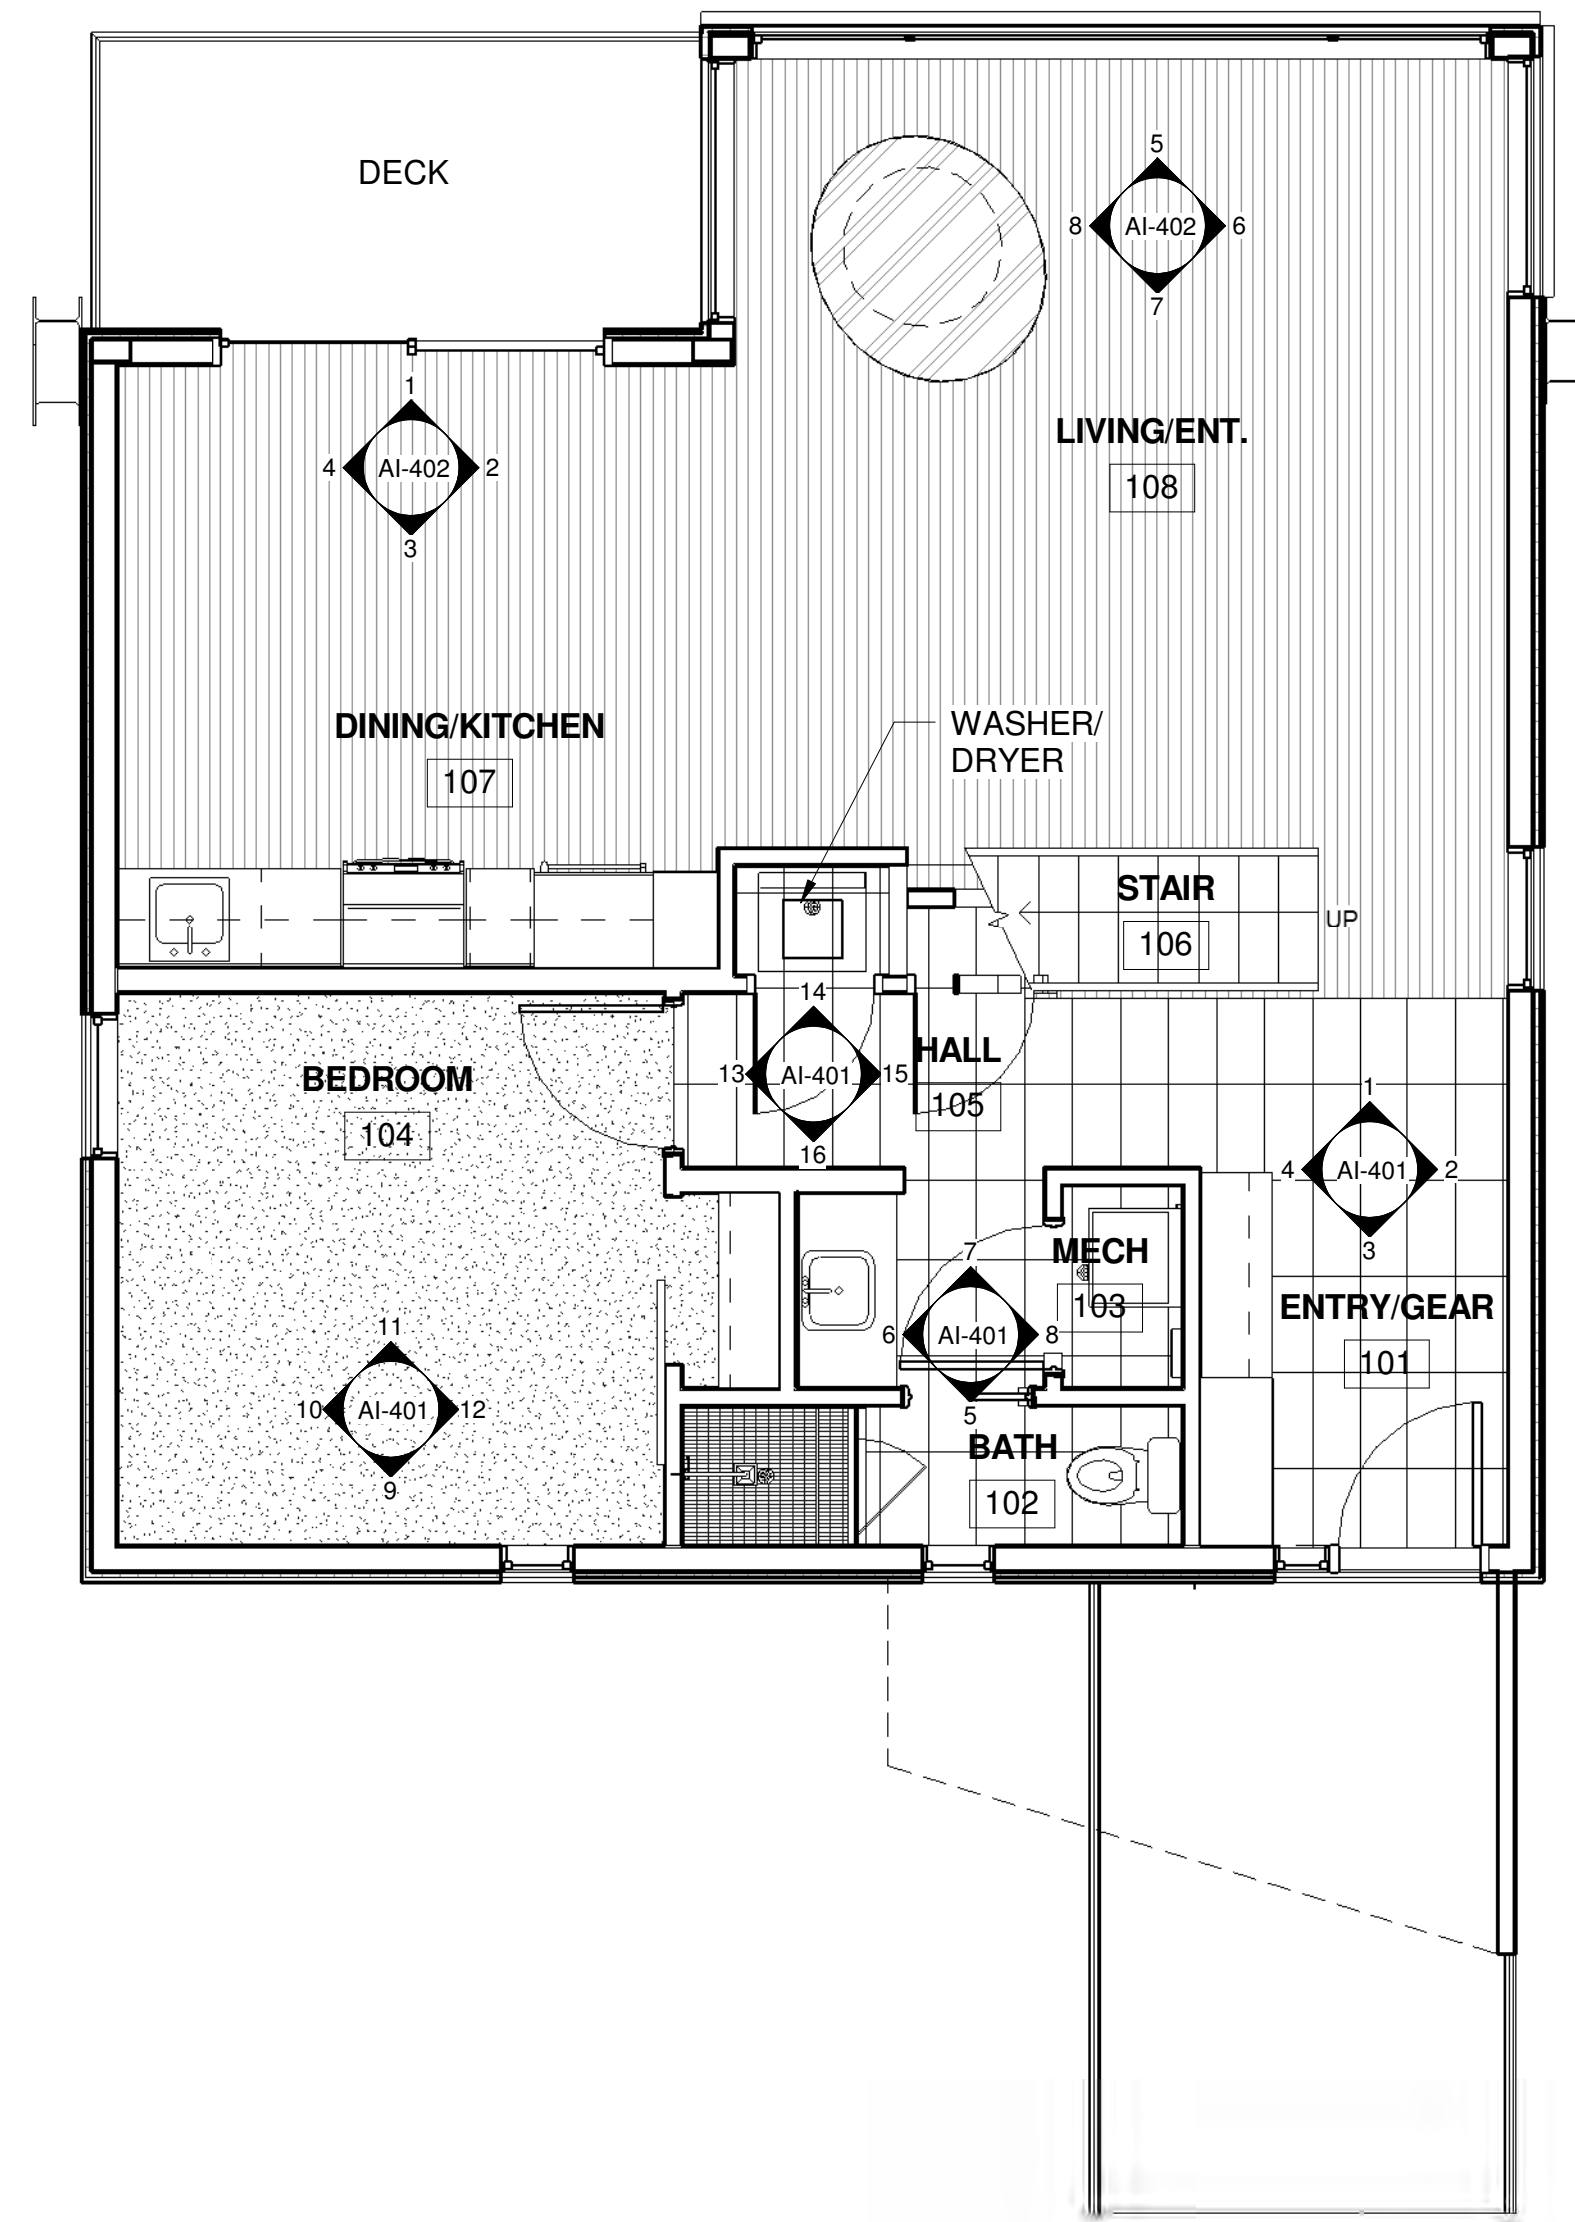 DECK
5
8 AI-402 6
7
1
4 AI-402 2
3
LIVING/ENT.
108
DINING/KITCHEN
107
WASHER/
DRYER
STAIR
106
UP
14
13 AI-401 15
16
HALL
105
BEDROOM
104
1
4 AI-401 2
3
7
6 AI-401 8
5
MECH
103
ENTRY/GEAR
101
11
10 AI-401 12
9
BATH
102